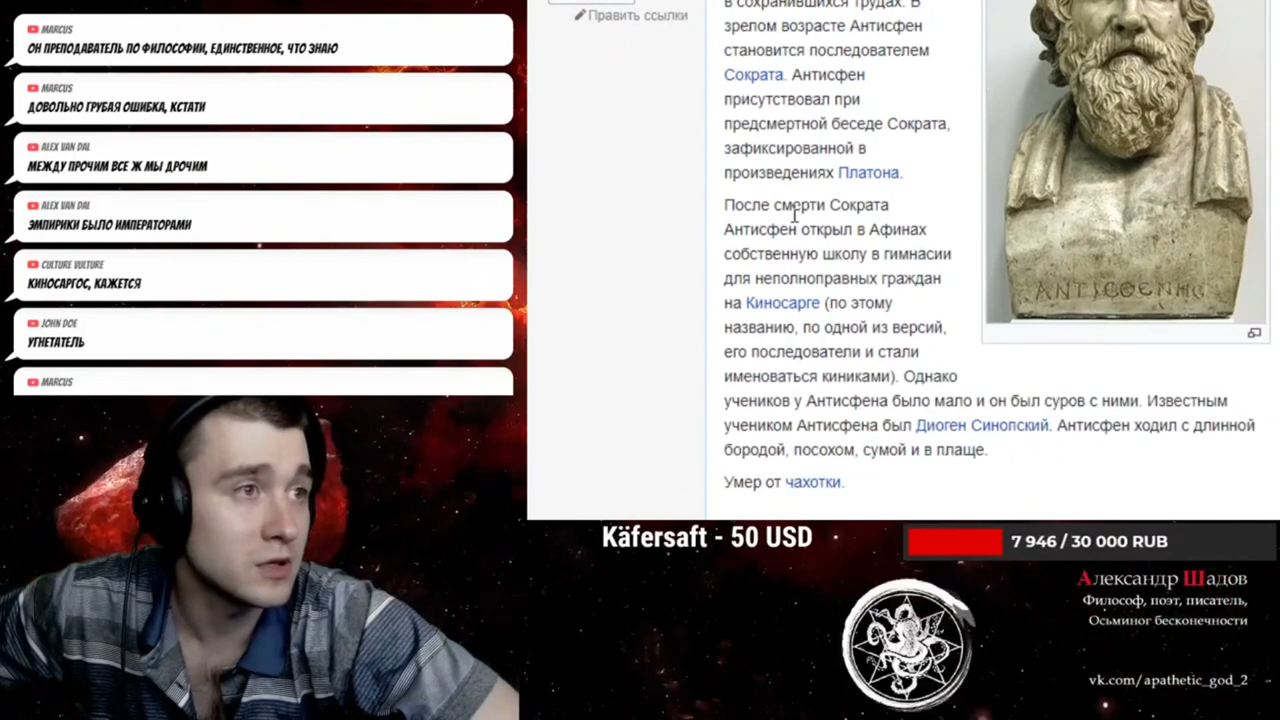 MARCUS
ОН ПРЕПОДАВАТЕЛЬ ПО ФИЛОСОФИИ, ЕДИНСТВЕННОЕ, ЧТО ЗНАЮ
MARCUS
ДОВОЛЬНО ГРУБАЯ ОШИБКА, КСТАТИ
ALEX VAN DAL
МЕЖДУ ПРОЧИМ ВСЕ Ж МЫ ДРОЧИМ
ALEX VAN DAL
ЭМПИРИКИ БЫЛО ИМПЕРАТОРАМИ
CULTURE VULTURE
КИНОСАРГОС, КАЖЕТСЯ
JOHN DOE
УГНЕТАТЕЛЬ
MARCUS
Править ссылки
в сохранившихся трудах. В
зрелом возрасте Антисфен
становится последователем
Сократа. Антисфен
присутствовал при
предсмертной беседе Сократа,
зафиксированной в
произведениях Платона.
После смерти Сократа
Антисфен открыл в Афинах
собственную школу в гимнасии
для неполноправных граждан
на Киносарге (по этому
названию, по одной из версий,
его последователи и стали
именоваться киниками). Однако
учеников у Антисфена было мало и он был суров с ними. Известным
учеником Антисфена был Диоген Синопский. Антисфен ходил с длинной
бородой, посохом, сумой и в плаще.
Умер от чахотки.
ΑΝΤΙΣΘΕΝΗC
Käfersaft - 50 USD
7 946 / 30 000 RUB
Александр Шадов
Философ, поэт, писатель,
Осьминог бесконечности
vk.com/apathetic_god_2